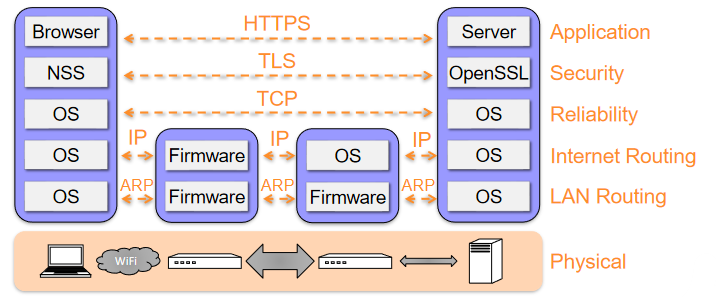 Browser HTTPS Server Application
NSS TLS OpenSSL Security
OS TCP OS Reliability
OS IP Firmware IP OS IP OS Internet Routing
OS ARP Firmware ARP Firmware ARP OS LAN Routing
WiFi Physical